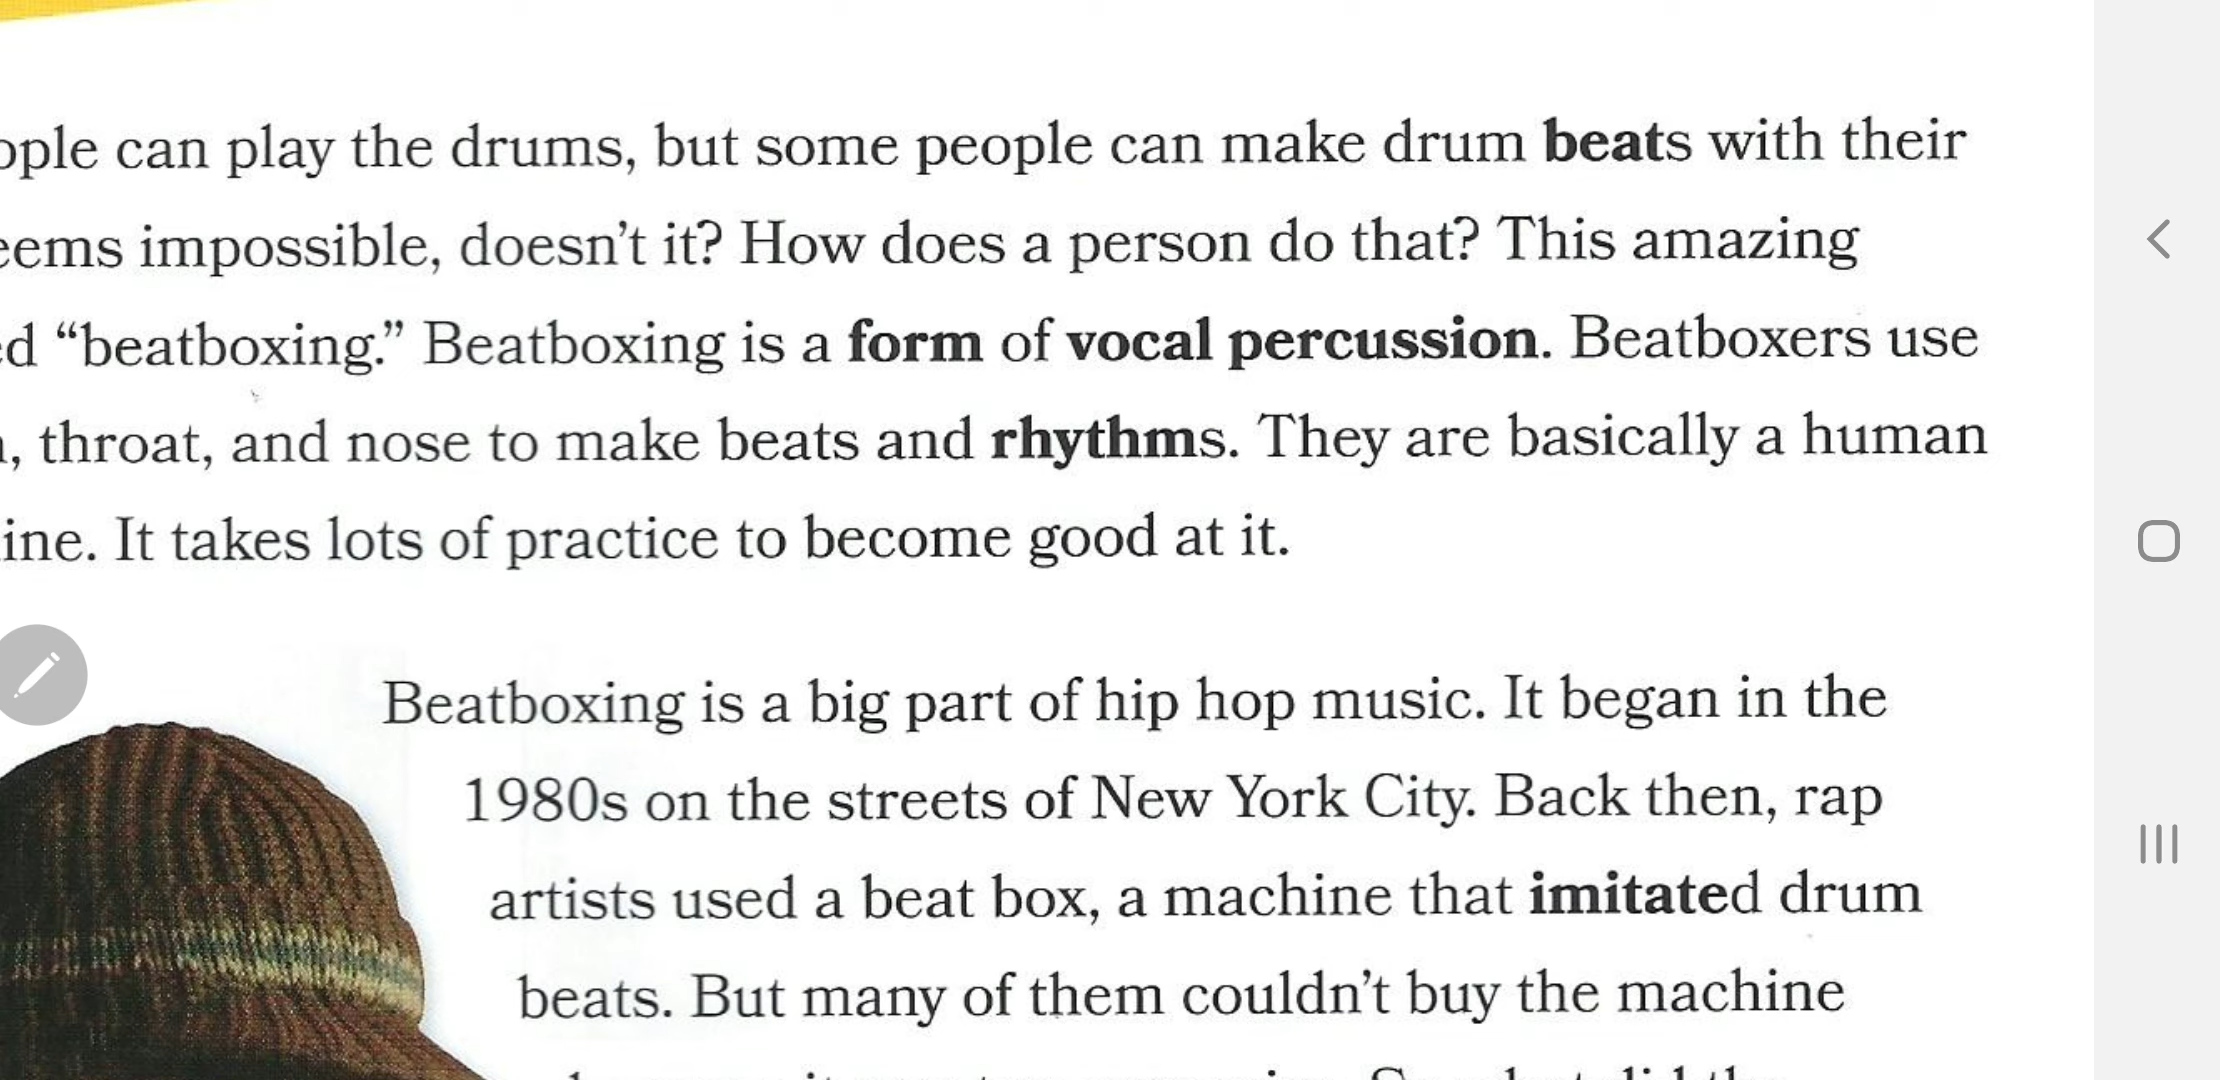 can play the drums, but some people can make drum beats with their
impossible, doesn't it? How does a person do that? This amazing
“beatboxing.” Beatboxing is a form of vocal percussion. Beatboxers use
throat, and nose to make beats and rhythms. They are basically a human
It takes lots of practice to become good at it.
Beatboxing is a big part of hip hop music. It began in the
1980s on the streets of New York City. Back then, rap
artists used a beat box, a machine that imitated drum
beats. But many of them couldn't buy the machine